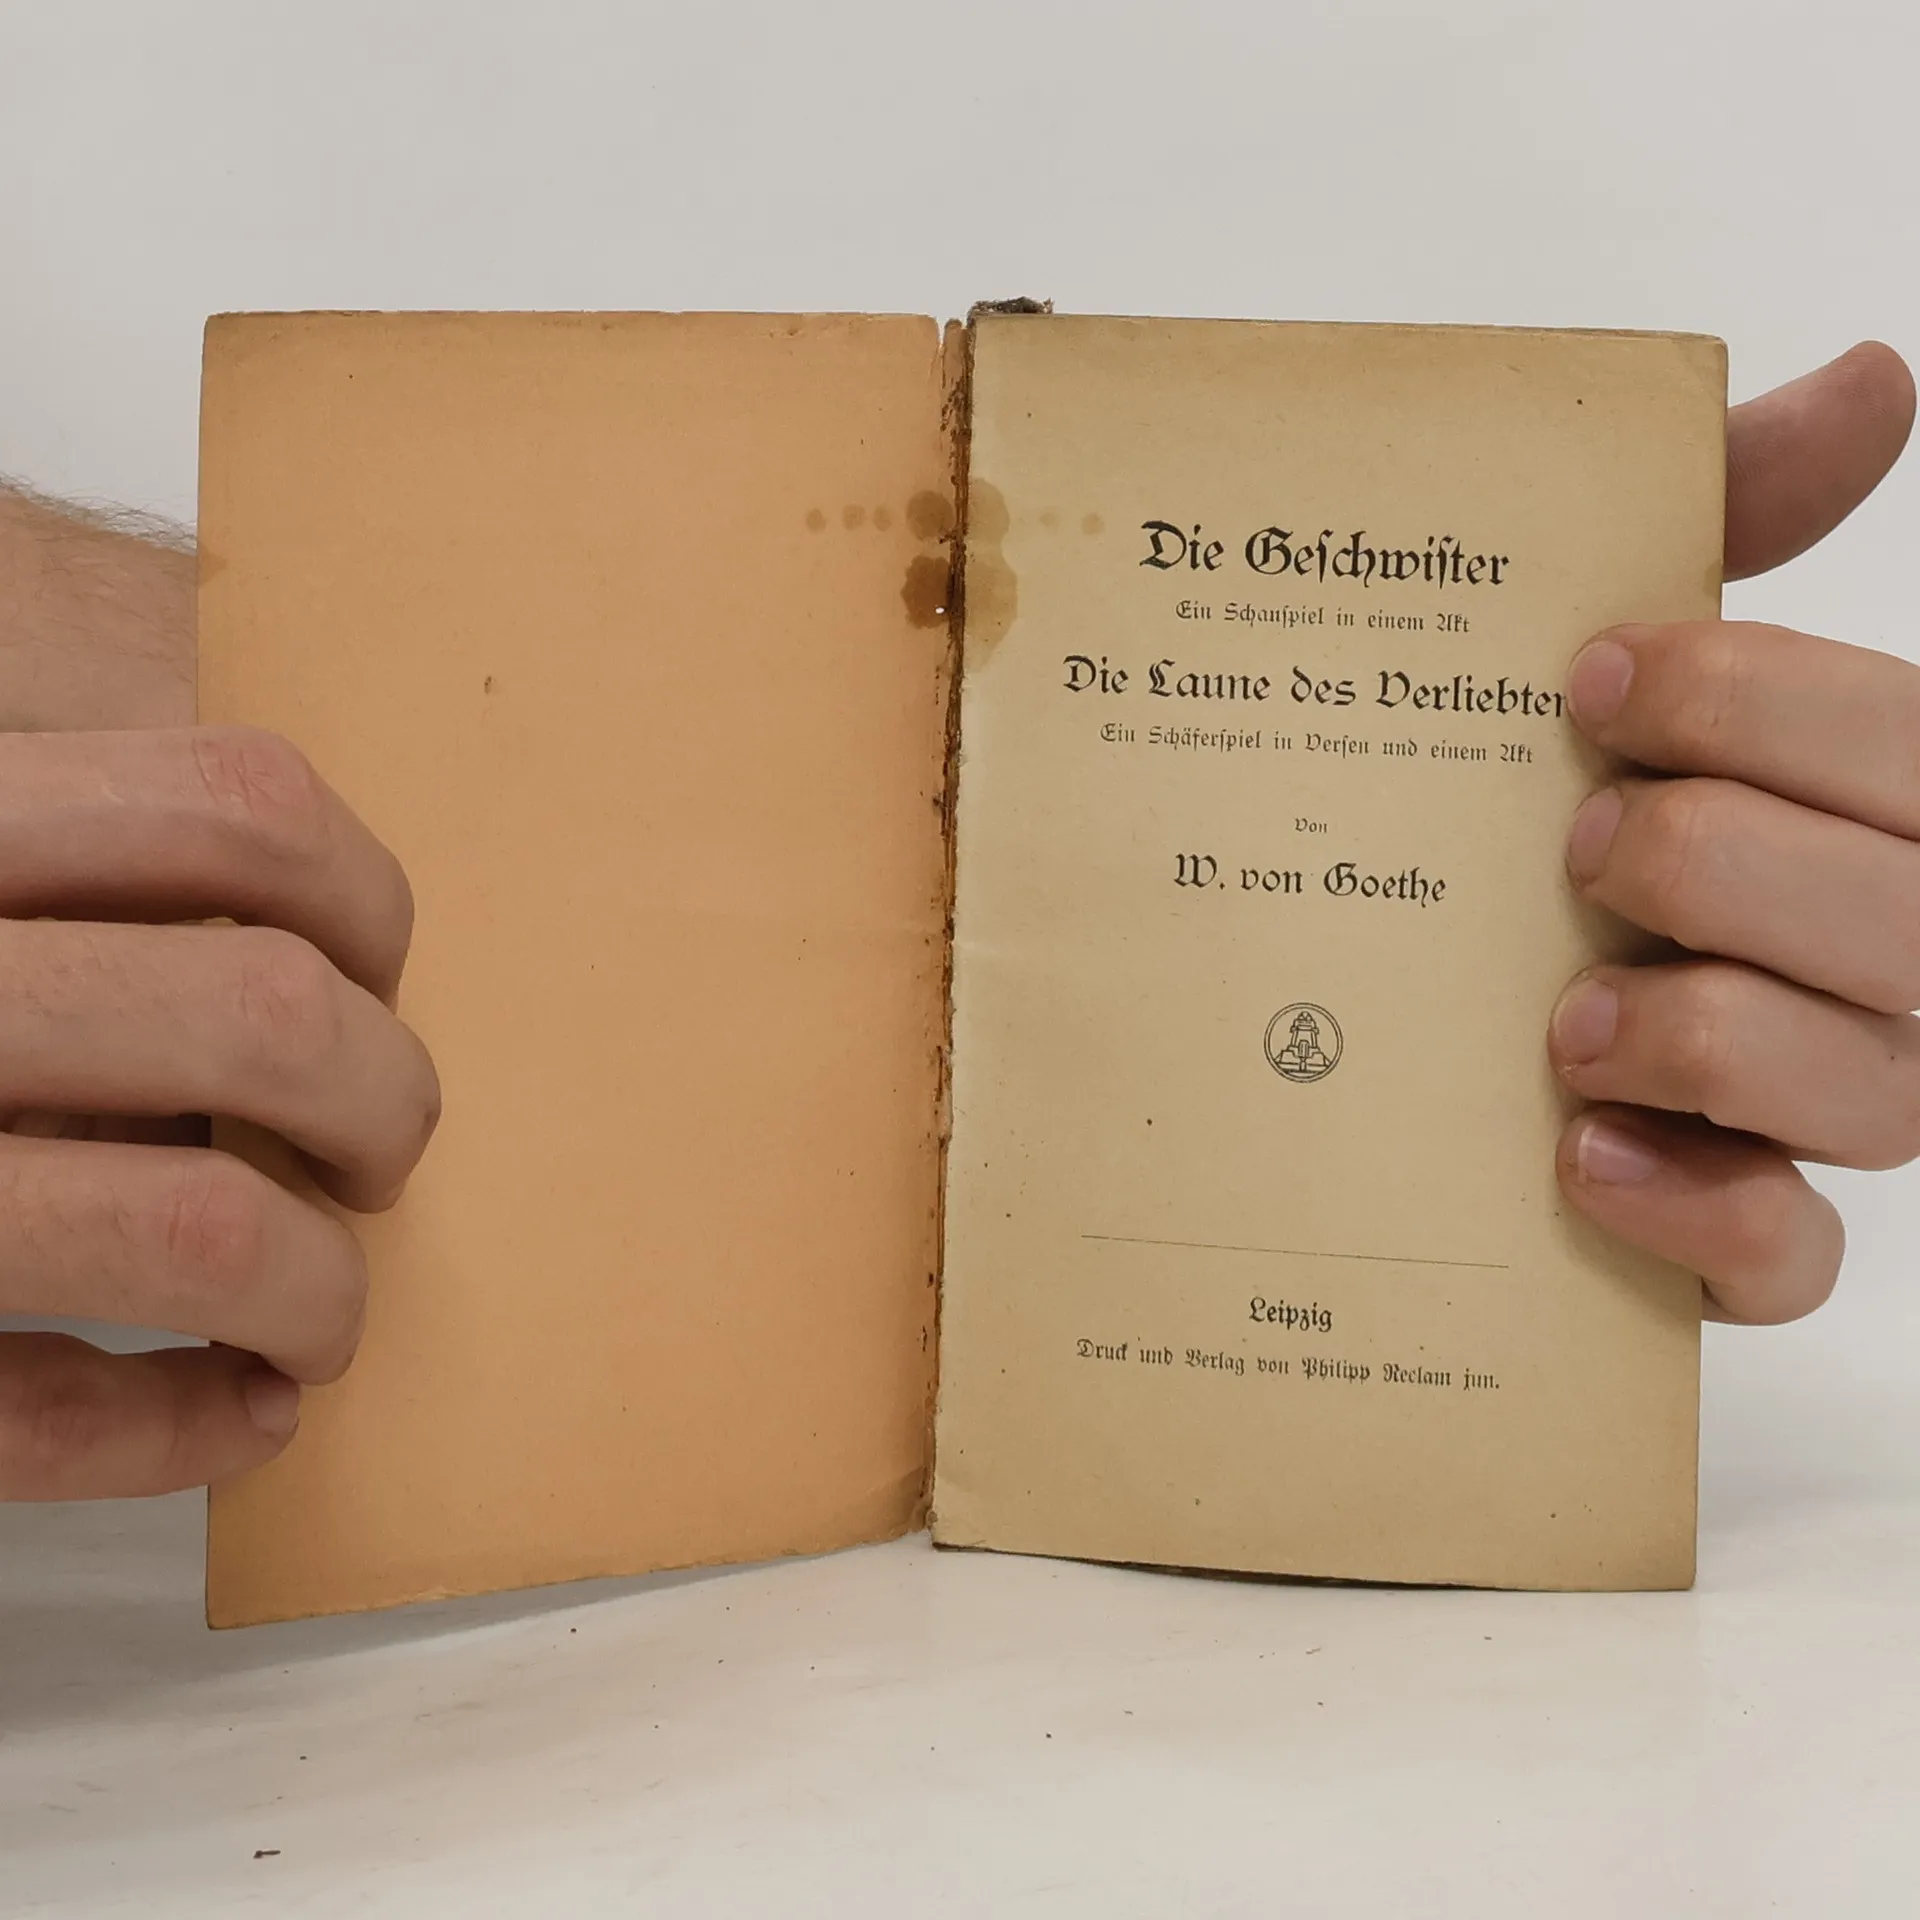 Die Geschwister
Ein Schauspiel in einem Akt
Die Laune des Verliebten
Ein Schäferspiel in Versen und einem Akt
Von
W. von Goethe
Leipzig
Druck und Verlag von Philipp Reclam jun.